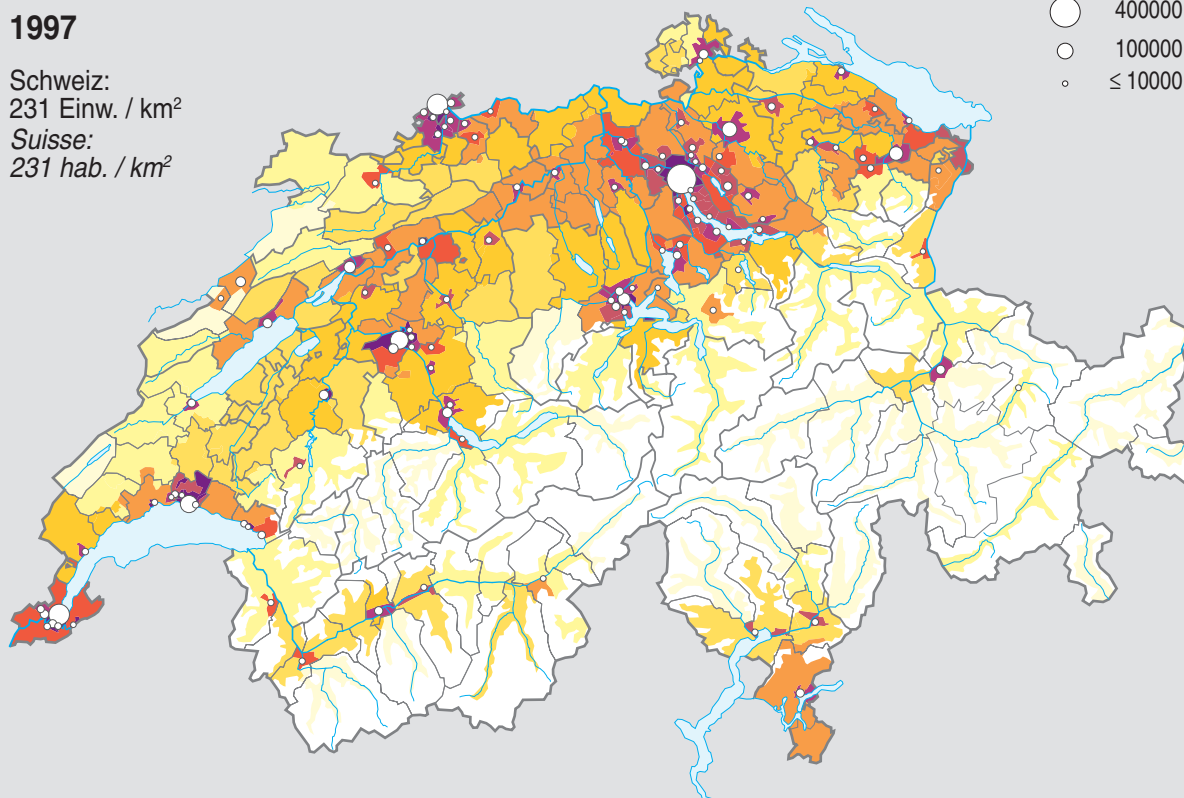 1997
Schweiz:
231 Einw. / km²
Suisse:
231 hab. / km²
400000
100000
≤ 10000